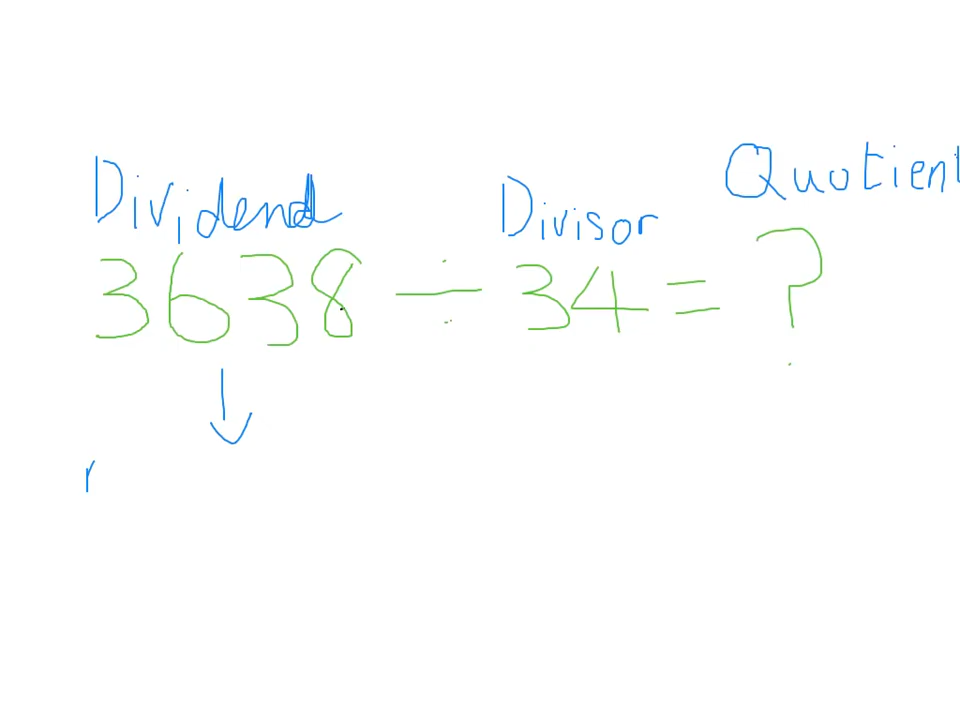 Dividend Divisor Quotient
3638 ÷ 34 = ?
r